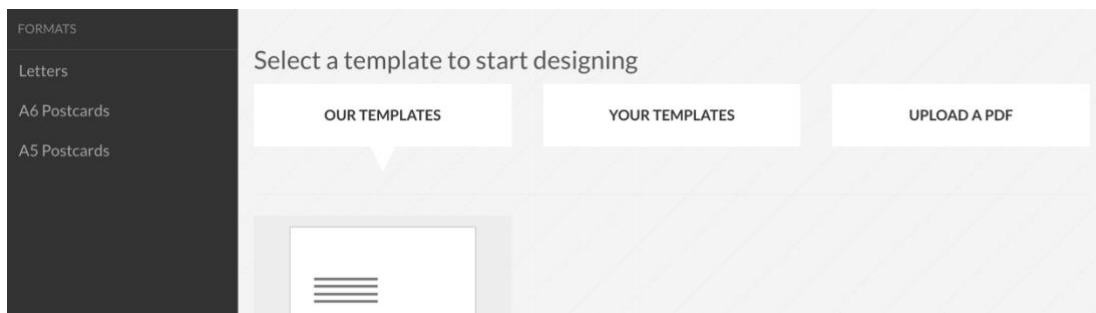 FORMATS
Letters
A6 Postcards
A5 Postcards
Select a template to start designing
OUR TEMPLATES
YOUR TEMPLATES
UPLOAD A PDF